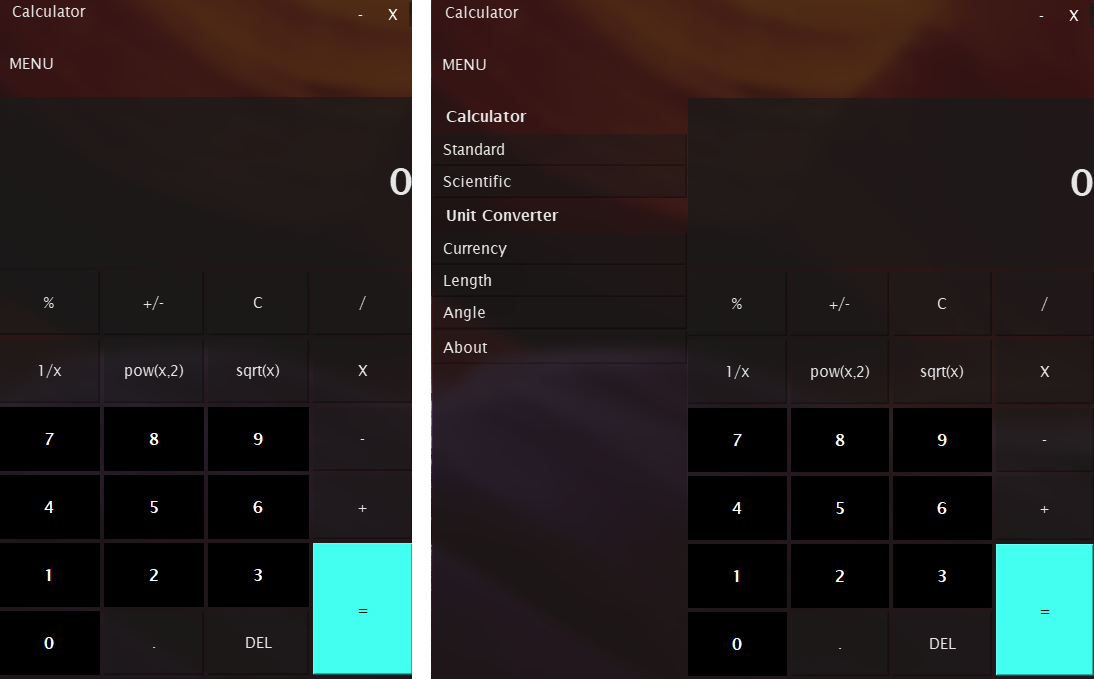 Calculator - X
MENU
0
% +/- C /
1/x pow(x,2) sqrt(x) X
7 8 9 -
4 5 6 +
1 2 3 =
0 . DEL
Calculator - X
MENU
Calculator
Standard
Scientific
Unit Converter
Currency
Length
Angle
About
0
% +/- C /
1/x pow(x,2) sqrt(x) X
7 8 9 -
4 5 6 +
1 2 3 =
0 . DEL